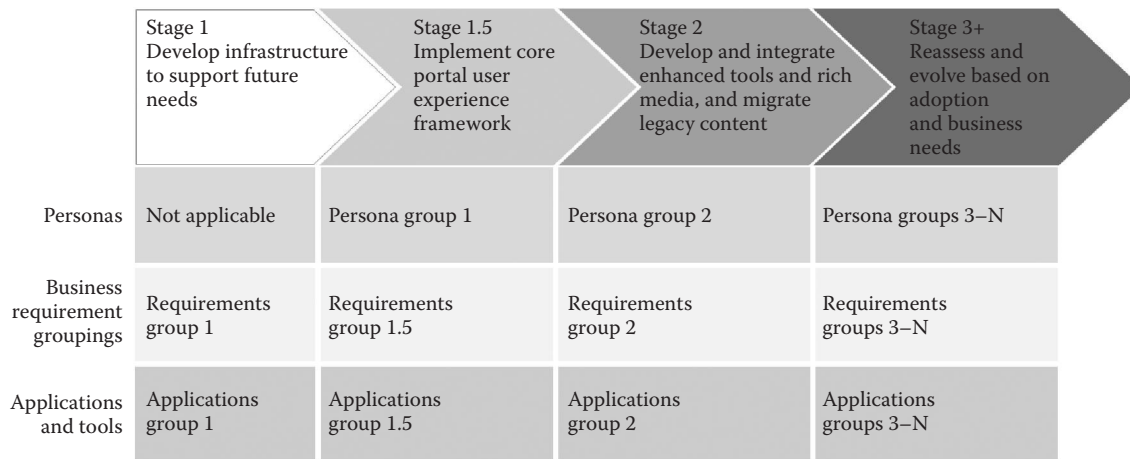 Stage 1
Develop infrastructure
to support future
needs
Stage 1.5
Implement core
portal user
experience
framework
Stage 2
Develop and integrate
enhanced tools and rich
media, and migrate
legacy content
Stage 3+
Reassess and
evolve based on
adoption
and business
needs
Personas
Not applicable
Persona group 1
Persona group 2
Persona groups 3–N
Business
requirement
groupings
Requirements
group 1
Requirements
group 1.5
Requirements
group 2
Requirements
groups 3–N
Applications
and tools
Applications
group 1
Applications
group 1.5
Applications
group 2
Applications
groups 3–N